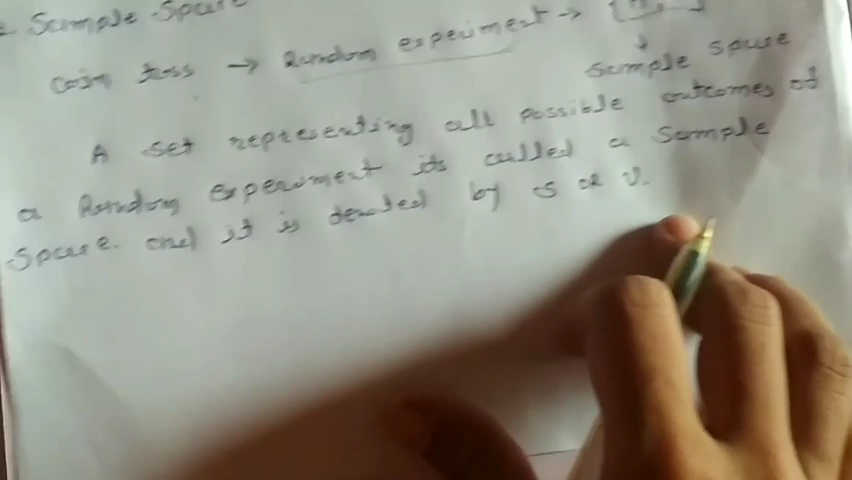 Sample Space
Coin toss → Random experiment →
Sample space
A set representing all possible outcomes of
a Random experiment its called a Sample
Space. and it is denoted by S or U.